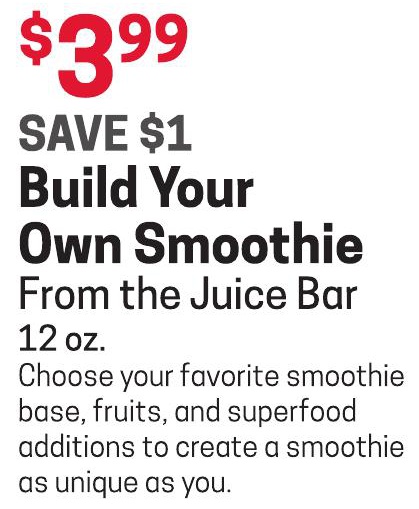 $3.99
SAVE $1
Build Your
Own Smoothie
From the Juice Bar
12 oz.
Choose your favorite smoothie
base, fruits, and superfood
additions to create a smoothie
as unique as you.